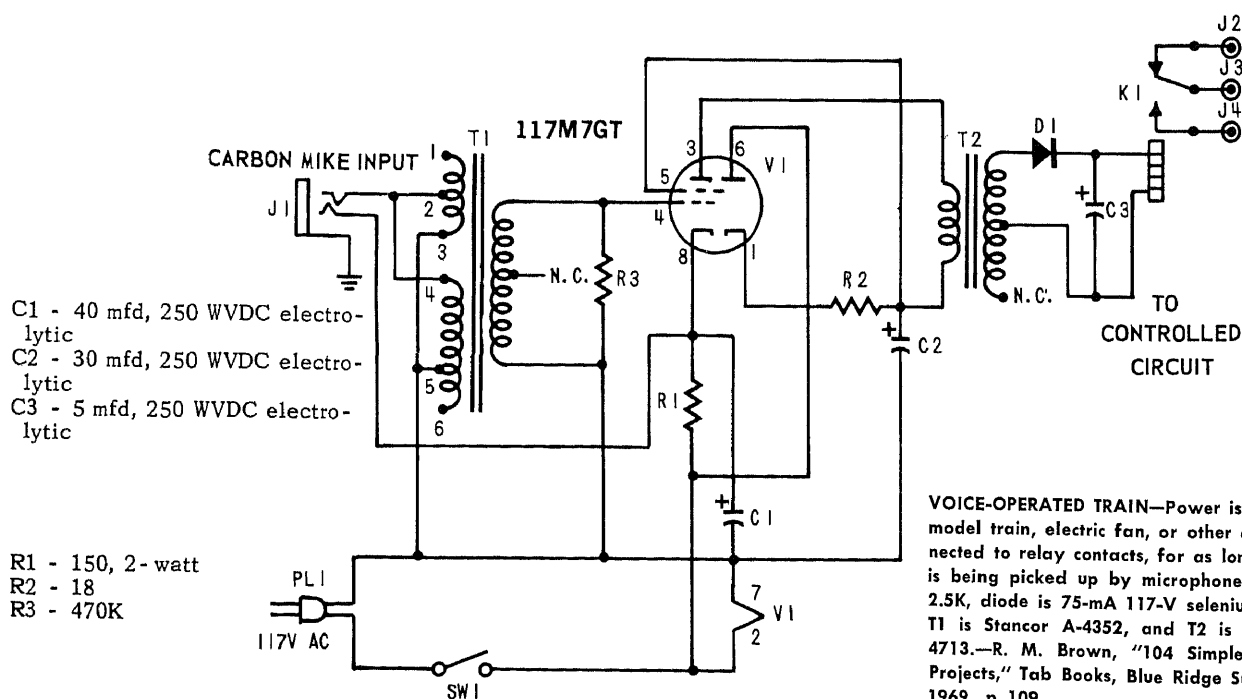 J2
J3
K1
J4
117M7GT
T1
CARBON MIKE INPUT
J1
1
2
3
4
5
6
N.C.
R3
3
6
V1
5
4
8
1
R2
C2
T2
D1
C3
N.C.
TO
CONTROLLED
CIRCUIT
C1 - 40 mfd, 250 WVDC electro-
lytic
C2 - 30 mfd, 250 WVDC electro-
lytic
C3 - 5 mfd, 250 WVDC electro-
lytic
R1
C1
R1 - 150, 2-watt
R2 - 18
R3 - 470K
PL1
117V AC
SW1
7
V1
2
VOICE-OPERATED TRAIN—Power is
model train, electric fan, or other
nected to relay contacts, for as
is being picked up by microphone
2.5K, diode is 75-mA 117-V
T1 is Stancor A-4352, and T2 is
4713.—R. M. Brown, "104 Simple
Projects," Tab Books, Blue Ridge
1969, p 109